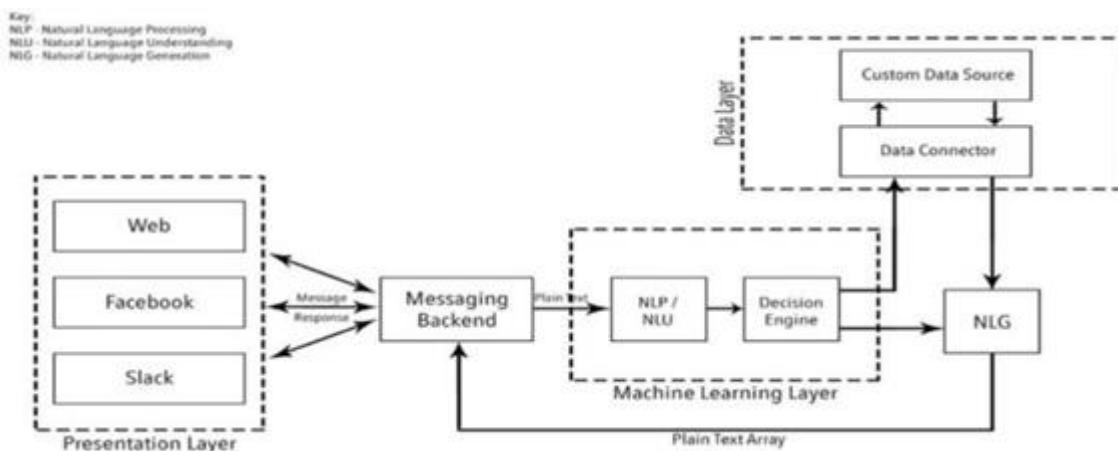 Key:
NLP - Natural Language Processing
NLU - Natural Language Understanding
NLG - Natural Language Generation
Custom Data Source
Data Layer
Data Connector
Web
Facebook
Slack
Presentation Layer
Message
Response
Messaging
Backend
Plain Text
NLP /
NLU
Decision
Engine
Machine Learning Layer
NLG
Plain Text Array